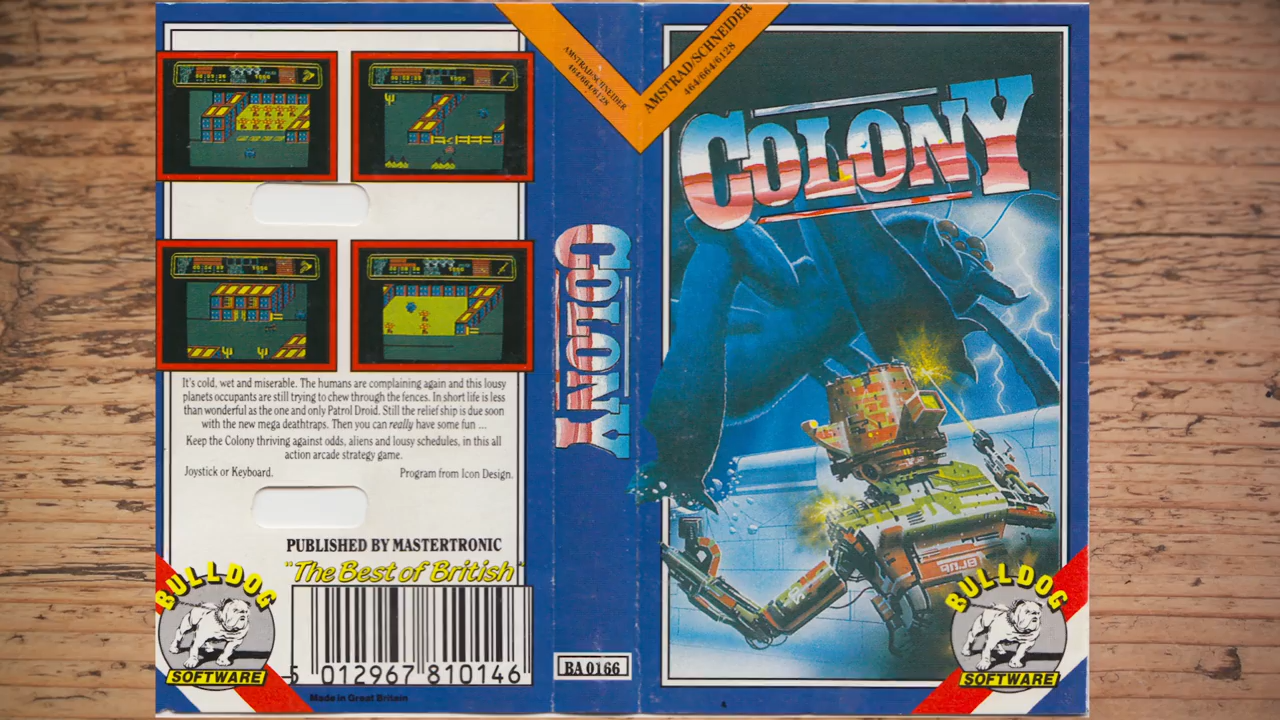 It's cold, wet and miserable. The humans are complaining again and this lousy
planets occupants are still trying to chew through the fences. In short life is less
than wonderful as the one and only Patrol Droid. Still the relief ship is due soon
with the new mega deathtraps. Then you can really have some fun ...
Keep the Colony thriving against odds, aliens and lousy schedules, in this all
action arcade strategy game.
Joystick or Keyboard.
Program from Icon Design.
PUBLISHED BY MASTERTRONIC
"The Best of British"
BULLDOG
SOFTWARE
5 012967 810146
Made in Great Britain
AMSTRAD/SCHNEIDER
464/664/6128
COLONY
BA 0166
AMSTRAD/SCHNEIDER
464/664/6128
COLONY
BULLDOG
SOFTWARE
A